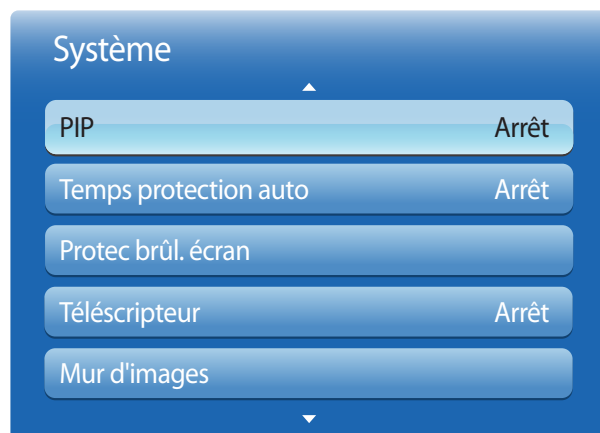 Système
PIP Arrêt
Temps protection auto Arrêt
Protec brûl. écran
Téléscripteur Arrêt
Mur d'images